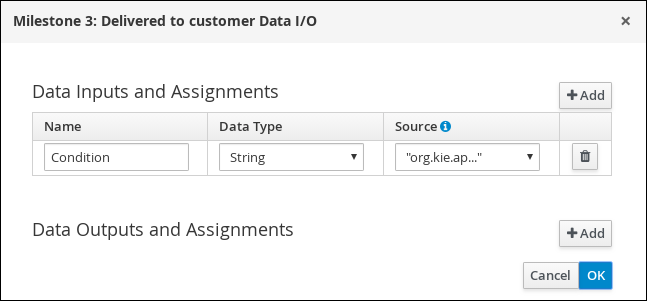 Milestone 3: Delivered to customer Data I/O ×
Data Inputs and Assignments
+ Add
Name Data Type Source
Condition String "org.kie.ap..."
Data Outputs and Assignments
+ Add
Cancel OK